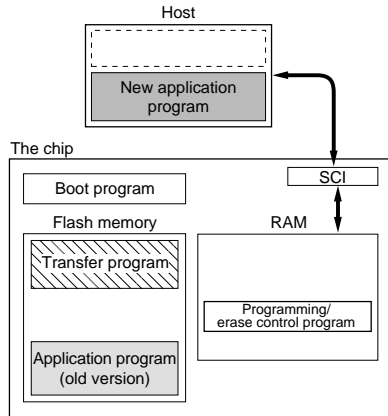 Host
New application
program
The chip
SCI
Boot program
Flash memory
RAM
Transfer program
Programming/
erase control program
Application program
(old version)